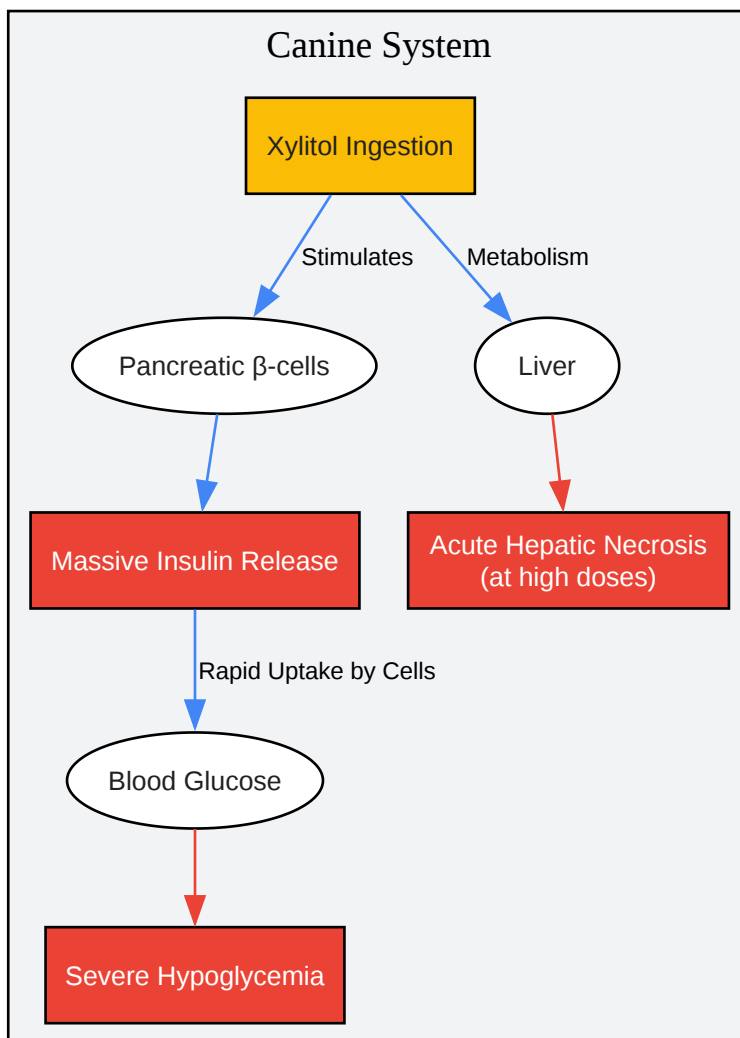 Canine System
Xylitol Ingestion
Stimulates
Metabolism
Pancreatic β-cells
Liver
Massive Insulin Release
Acute Hepatic Necrosis
(at high doses)
Rapid Uptake by Cells
Blood Glucose
Severe Hypoglycemia